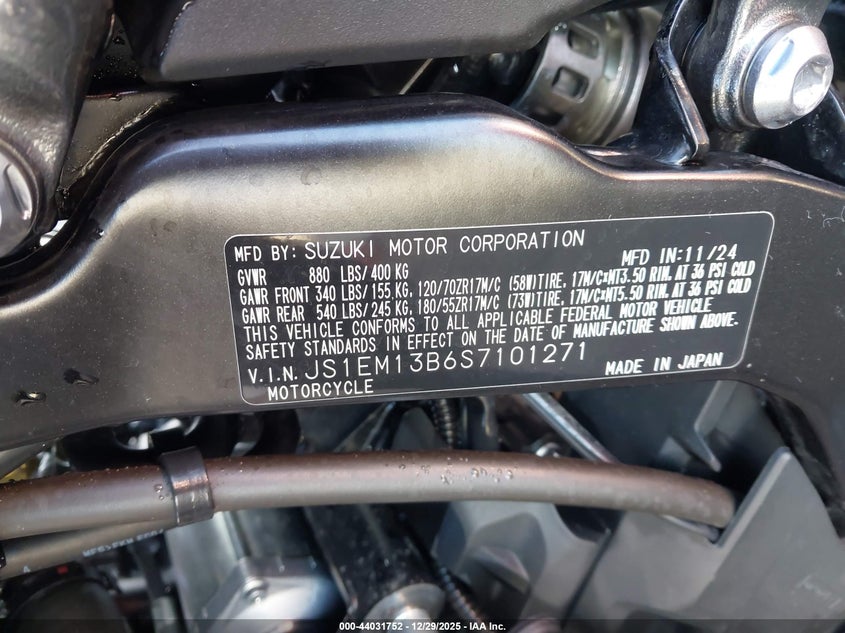 MFD BY: SUZUKI MOTOR CORPORATION MFD IN:11/24
GVWR 880 LBS/400 KG
GAWR FRONT 340 LBS/155 KG, 120/70ZR17M/C (58W)TIRE, 17M/C×MT3.50 RIM, AT 36 PSI COLD
GAWR REAR 540 LBS/245 KG, 180/55ZR17M/C (73W)TIRE, 17M/C×MT5.50 RIM, AT 36 PSI COLD
THIS VEHICLE CONFORMS TO ALL APPLICABLE FEDERAL MOTOR VEHICLE
SAFETY STANDARDS IN EFFECT ON THE DATE OF MANUFACTURE SHOWN ABOVE.
V.I.N. JS1EM13B6S7101271 MADE IN JAPAN
MOTORCYCLE
4
000-44031752 - 12/29/2025 - IAA Inc.